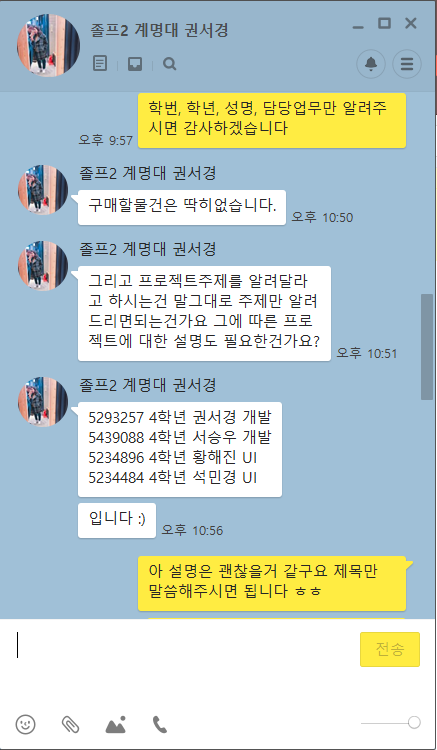 졸프2 계명대 권서경
학번, 학년, 성명, 담당업무만 알려주
시면 감사하겠습니다
오후 9:57
졸프2 계명대 권서경
구매할물건은 딱히없습니다.
오후 10:50
졸프2 계명대 권서경
그리고 프로젝트주제를 알려달라
고 하시는건 말그대로 주제만 알려
드리면되는건가요 그에 따른 프로
젝트에 대한 설명도 필요한건가요?
오후 10:51
졸프2 계명대 권서경
5293257 4학년 권서경 개발
5439088 4학년 서승우 개발
5234896 4학년 황해진 UI
5234484 4학년 석민경 UI
입니다 :)
오후 10:56
아 설명은 괜찮을거 같구요 제목만
말씀해주시면 됩니다 ㅎㅎ
전송